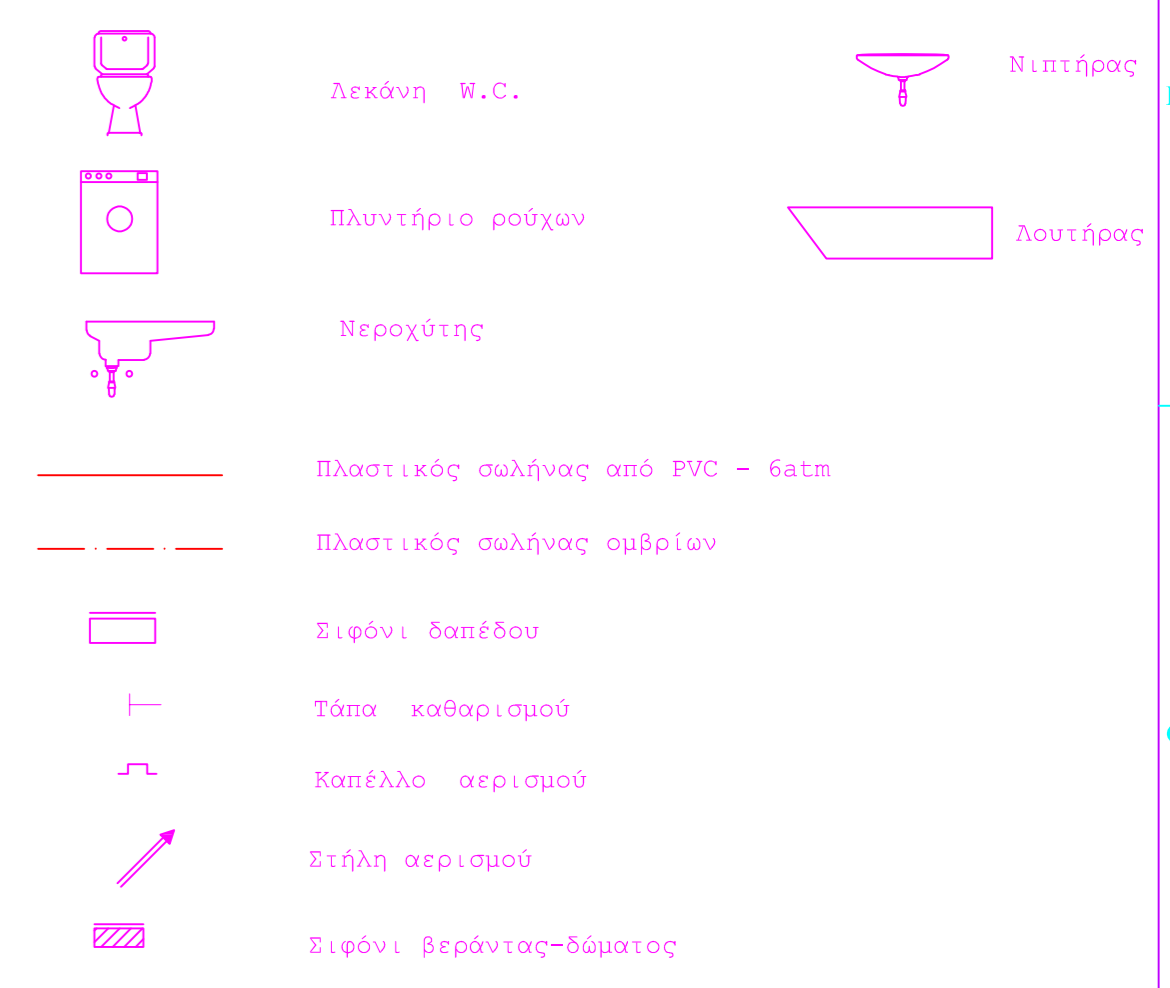 Λεκάνη W.C.
Νιπτήρας
Πλυντήριο ρούχων
Λουτήρας
Νεροχύτης
Πλαστικός σωλήνας από PVC - 6atm
Πλαστικός σωλήνας ομβρίων
Σιφόνι δαπέδου
Τάπα καθαρισμού
Καπέλλο αερισμού
Στήλη αερισμού
Σιφόνι βεράντας-δώματος